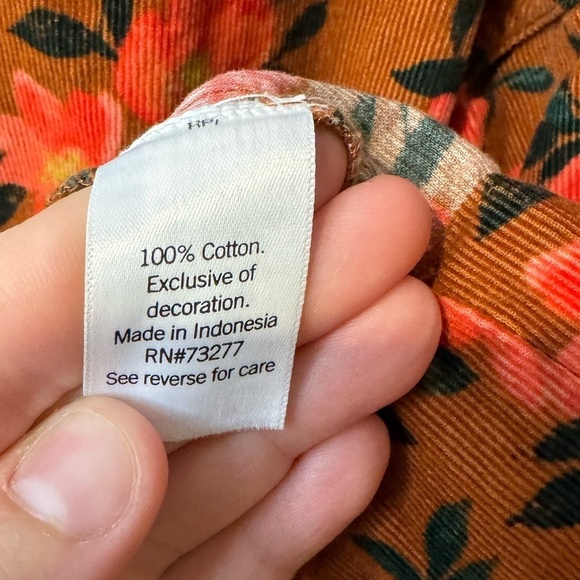 100% Cotton.
Exclusive of
decoration.
Made in Indonesia
RN#73277
See reverse for care